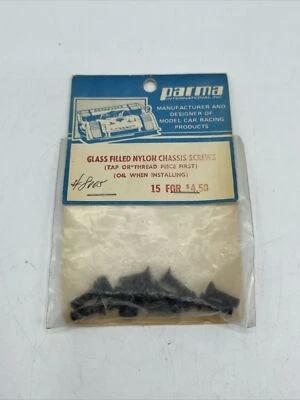 parma
INTERNATIONAL INC.
MANUFACTURER AND
DESIGNER OF
MODEL CAR RACING
PRODUCTS
GLASS FILLED NYLON CHASSIS SCREWS
(TAP OR THREAD PIECE FIRST)
(OIL WHEN INSTALLING)
15 FOR $4.50